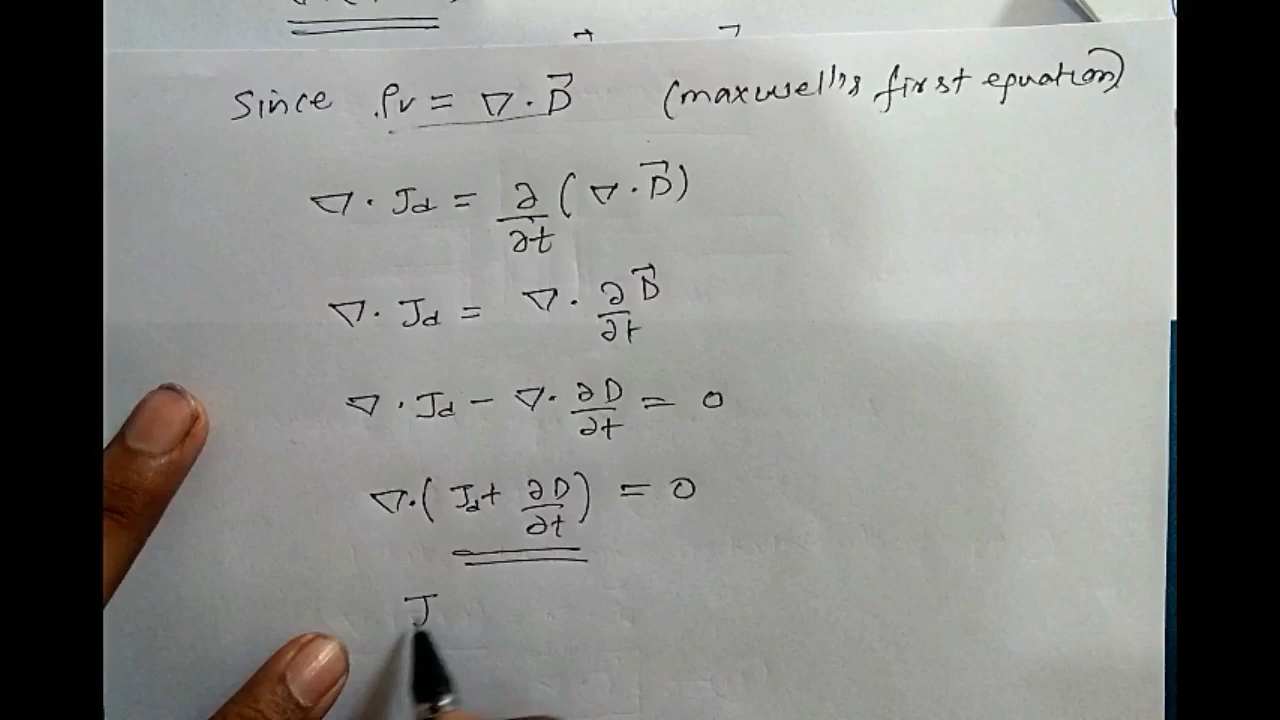 Since ρv = ∇ · D⃗ (maxwell's first equation)
∇ · Jd = ∂/∂t ( ∇ · D⃗ )
∇ · Jd = ∇ · ∂D⃗/∂t
∇ · Jd − ∇ · ∂D/∂t = 0
∇ · ( Jd + ∂D/∂t ) = 0
J